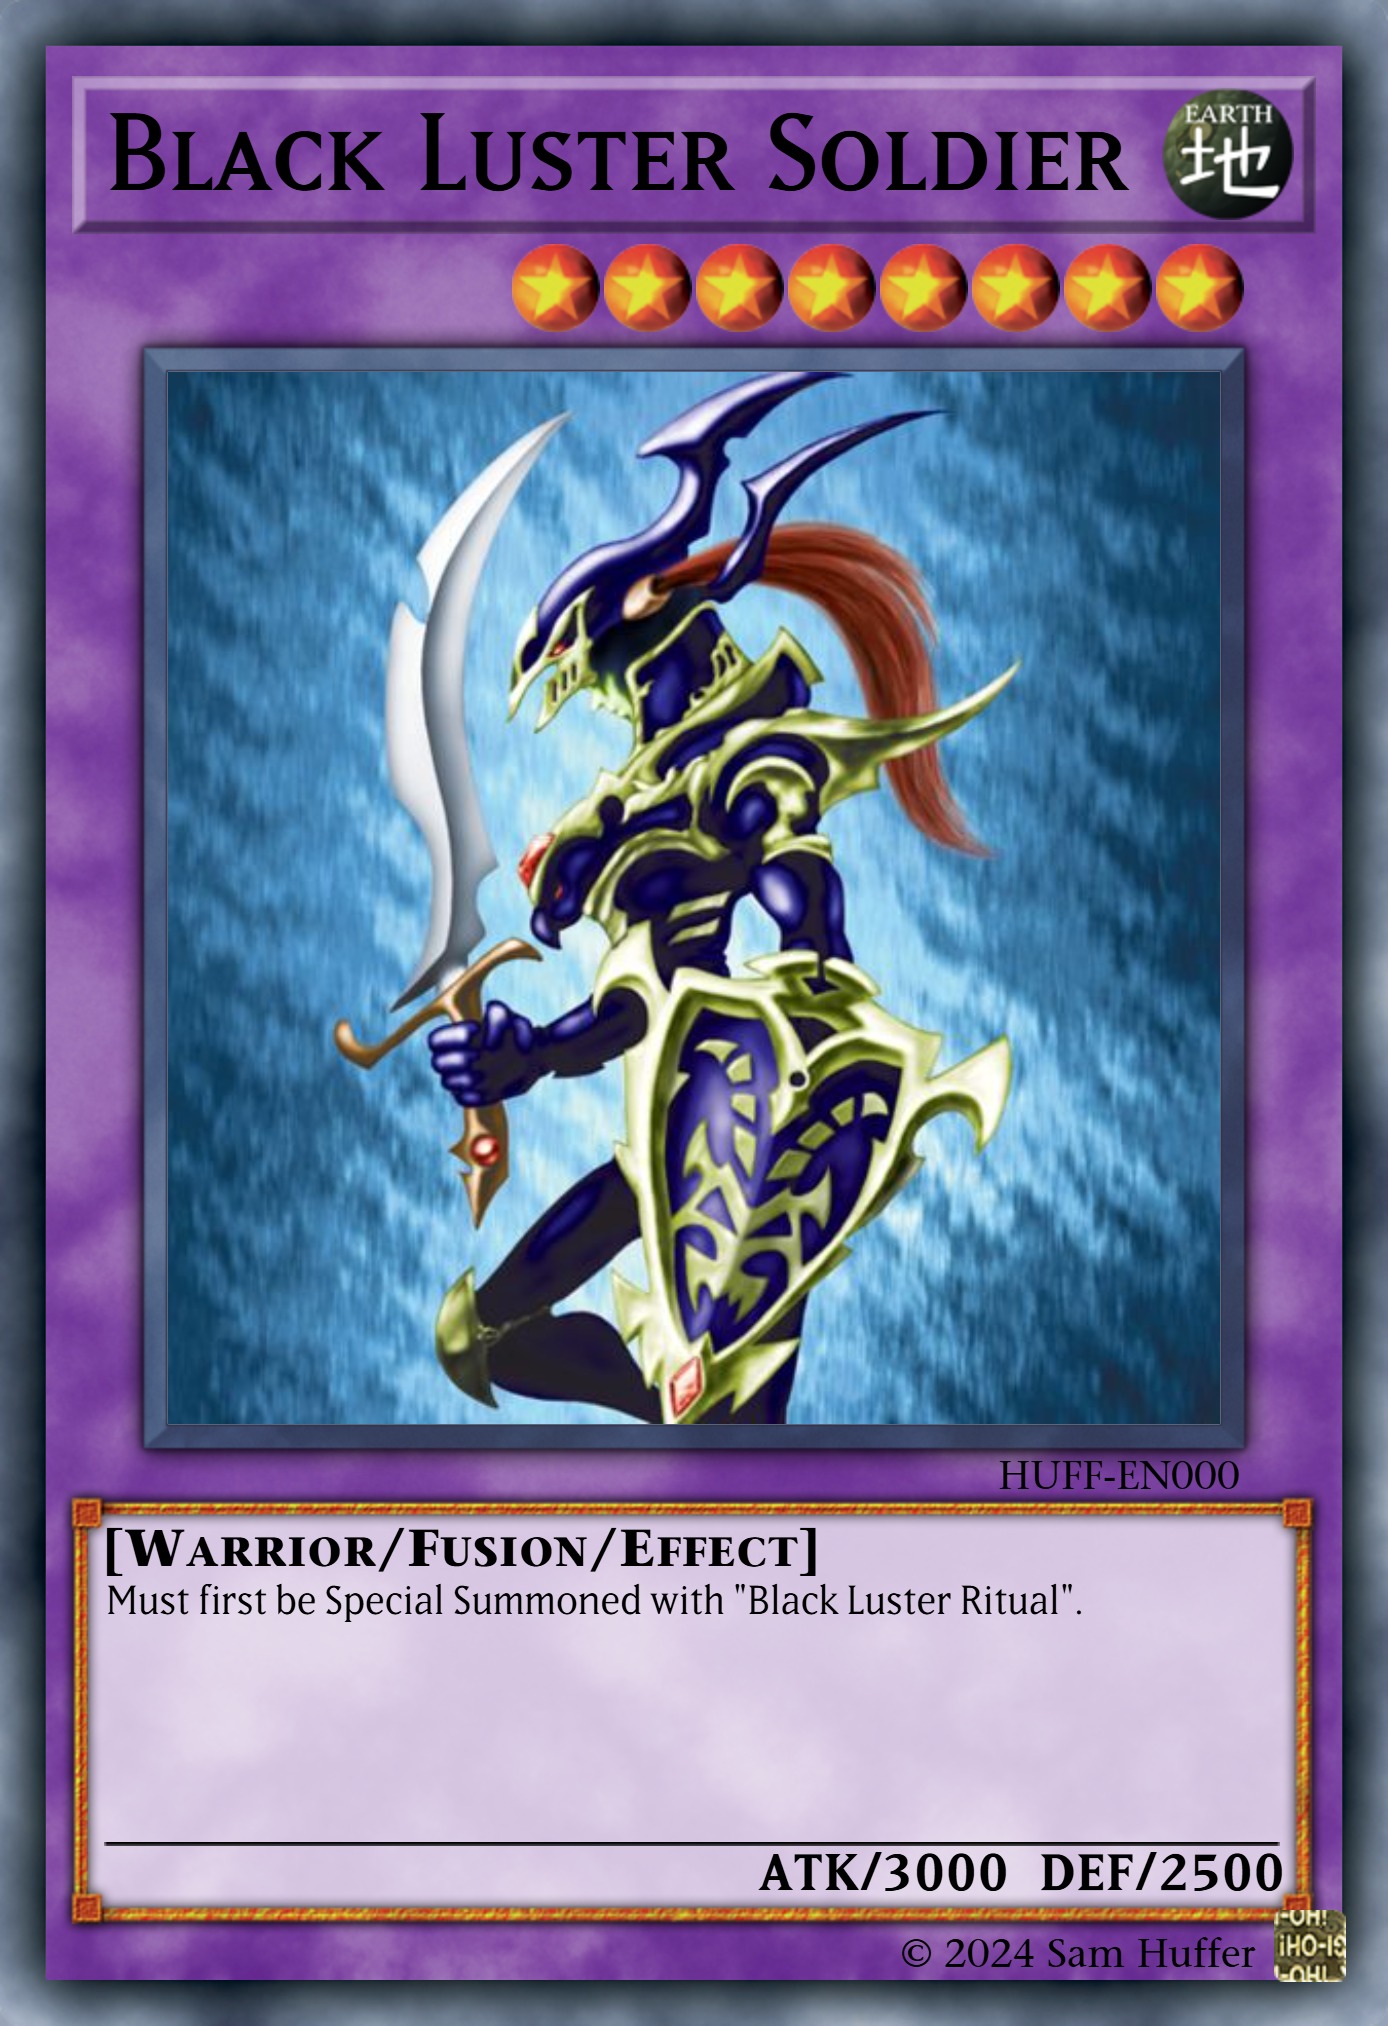 BLACK LUSTER SOLDIER
EARTH
地
HUFF-EN000
[WARRIOR/FUSION/EFFECT]
Must first be Special Summoned with "Black Luster Ritual".
ATK/3000 DEF/2500
© 2024 Sam Huffer